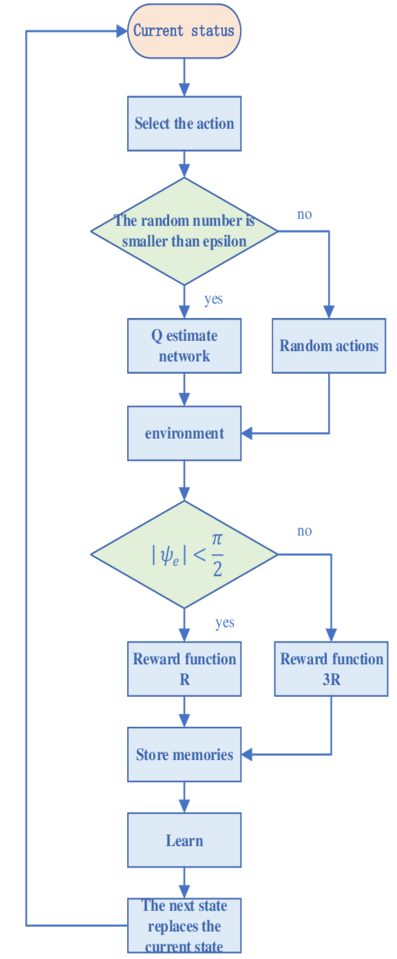 Current status
Select the action
The random number is
smaller than epsilon
no
yes
Q estimate
network
Random actions
environment
|ψₑ| < π/2
no
yes
Reward function
R
Reward function
3R
Store memories
Learn
The next state
replaces the
current state